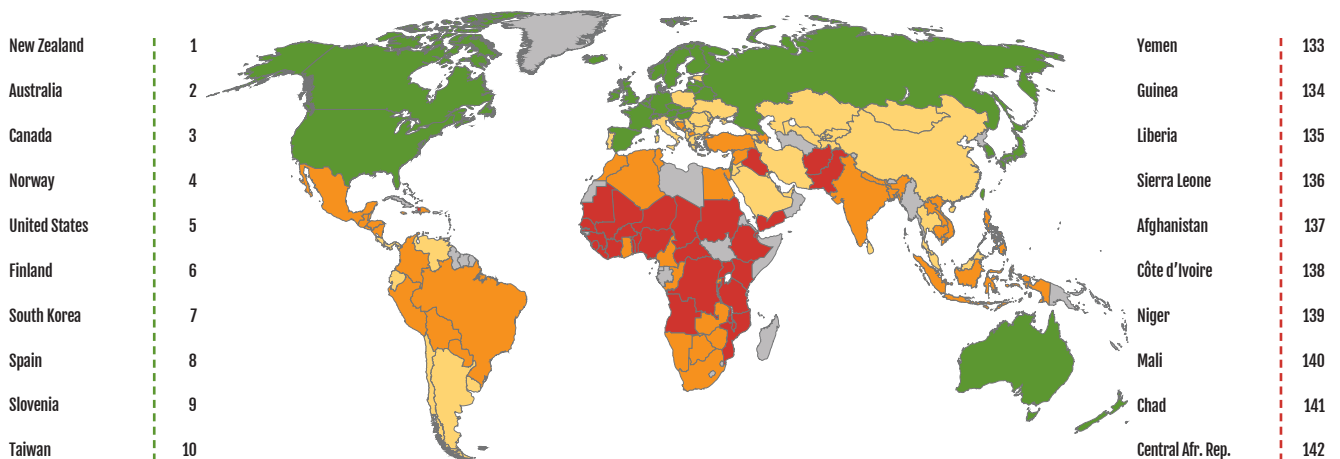 New Zealand 1
Australia 2
Canada 3
Norway 4
United States 5
Finland 6
South Korea 7
Spain 8
Slovenia 9
Taiwan 10
Yemen 133
Guinea 134
Liberia 135
Sierra Leone 136
Afghanistan 137
Côte d'Ivoire 138
Niger 139
Mali 140
Chad 141
Central Afr. Rep. 142